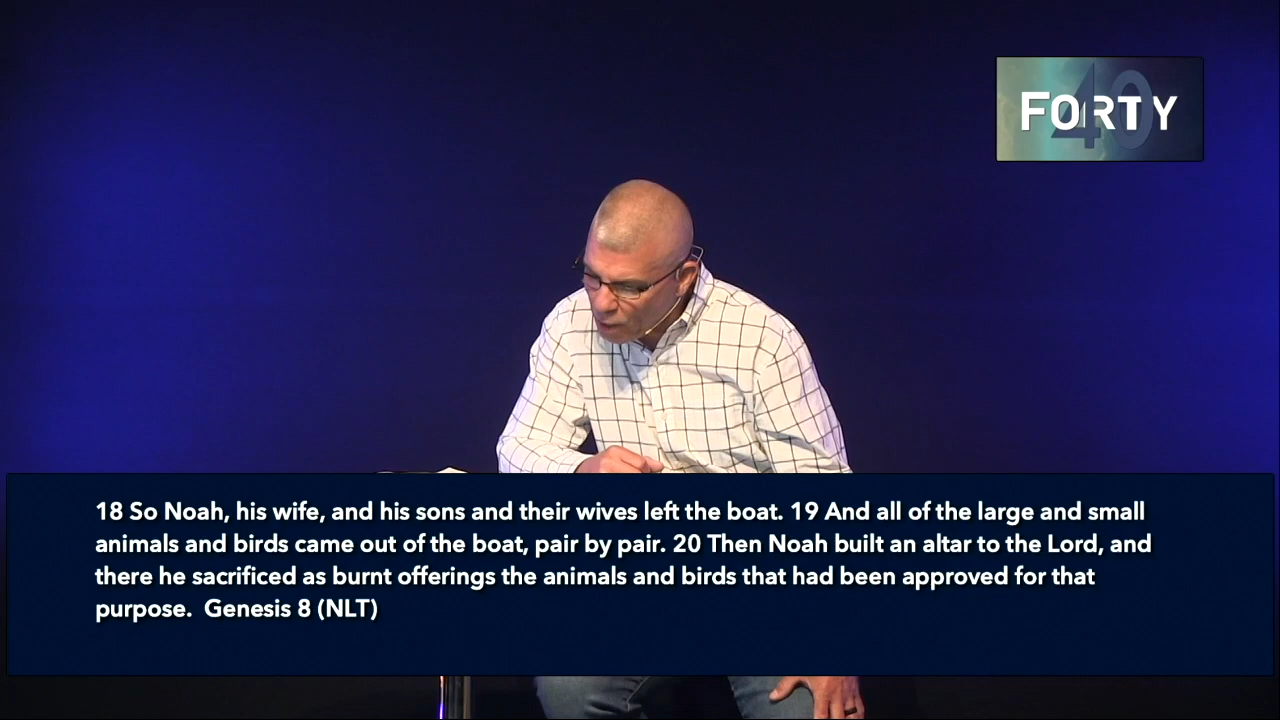 FORTY
40
18 So Noah, his wife, and his sons and their wives left the boat. 19 And all of the large and small
animals and birds came out of the boat, pair by pair. 20 Then Noah built an altar to the Lord, and
there he sacrificed as burnt offerings the animals and birds that had been approved for that
purpose.  Genesis 8 (NLT)